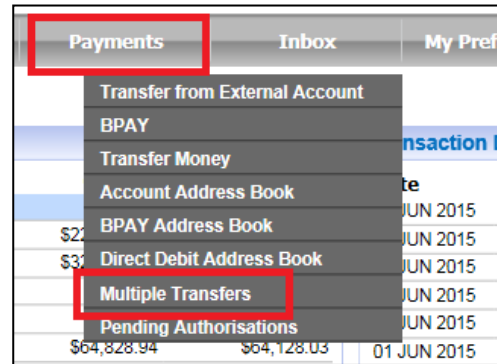 Payments Inbox My Pref
Transfer from External Account
BPAY
nsaction
Transfer Money
te
Account Address Book
JUN 2015
$22
BPAY Address Book
JUN 2015
$32
Direct Debit Address Book
JUN 2015
Multiple Transfers
JUN 2015
Pending Authorisations
JUN 2015
$64,828.94 $64,128.03 01 JUN 2015